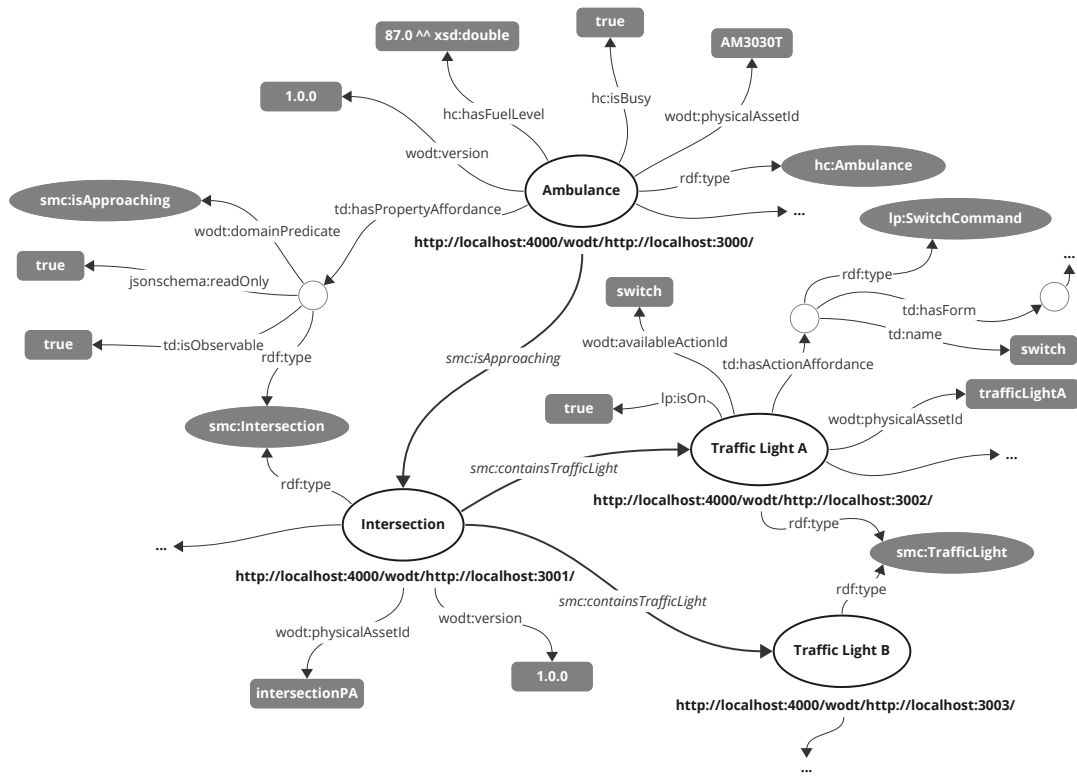 true
87.0 ^^ xsd:double
AM3030T
1.0.0
hc:hasFuelLevel
hc:isBusy
wodt:physicalAssetId
wodt:version
hc:Ambulance
rdf:type
Ambulance
smc:isApproaching
td:hasPropertyAffordance
...
lp:SwitchCommand
wodt:domainPredicate
http://localhost:4000/wodt/http://localhost:3000/
...
true
jsonschema:readOnly
rdf:type
switch
td:hasForm
td:name
true
td:isObservable
wodt:availableActionId
switch
rdf:type
smc:isApproaching
td:hasActionAffordance
trafficLightA
lp:isOn
true
wodt:physicalAssetId
smc:Intersection
Traffic Light A
...
smc:containsTrafficLight
rdf:type
http://localhost:4000/wodt/http://localhost:3002/
Intersection
rdf:type
...
smc:TrafficLight
http://localhost:4000/wodt/http://localhost:3001/
rdf:type
smc:containsTrafficLight
wodt:version
wodt:physicalAssetId
Traffic Light B
1.0.0
intersectionPA
http://localhost:4000/wodt/http://localhost:3003/
...